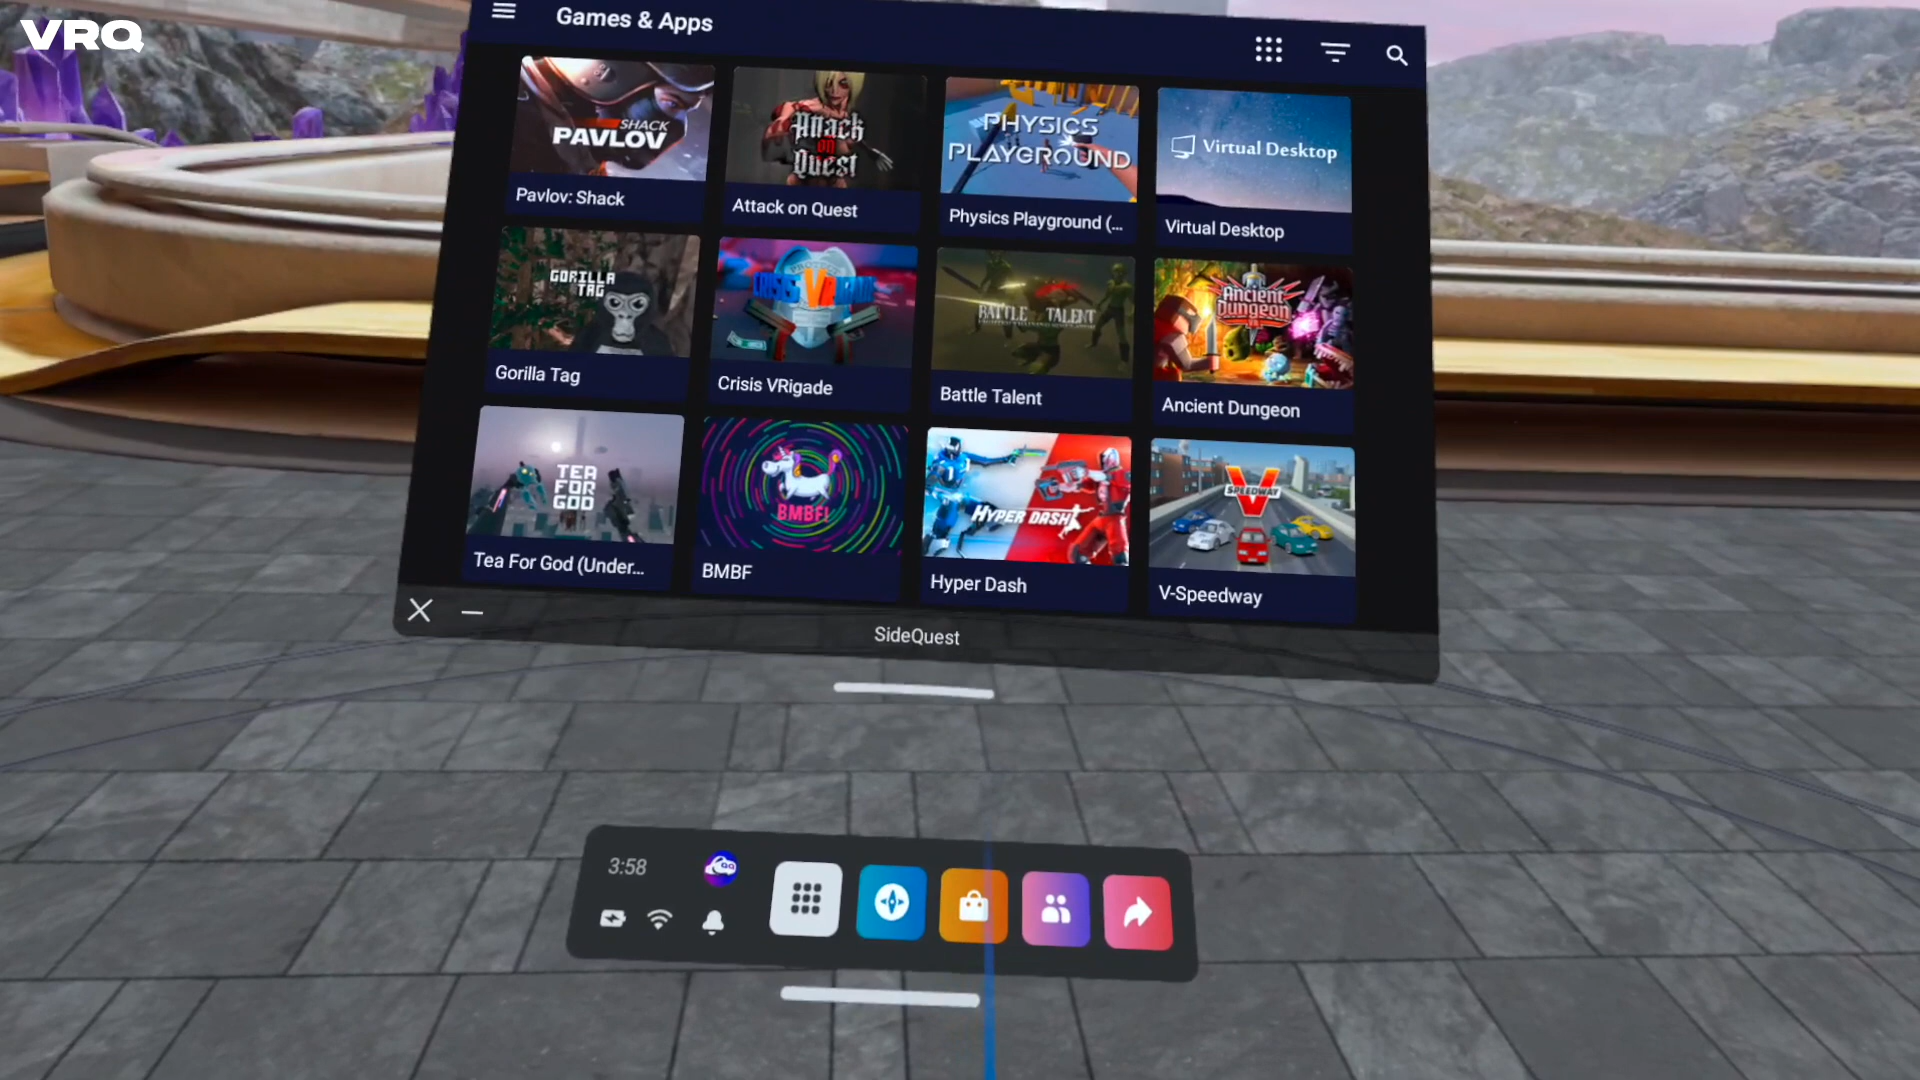 VRQ
Games & Apps
SHACK
PAVLOV
Attack
on
Quest
PHYSICS
PLAYGROUND
Virtual Desktop
Pavlov: Shack
Attack on Quest
Physics Playground (...
Virtual Desktop
GORILLA
TAG
CRISIS VRIGADE
BATTLE TALENT
Ancient
Dungeon
Gorilla Tag
Crisis VRigade
Battle Talent
Ancient Dungeon
TEA
FOR
GOD
BMBF!
HYPER DASH
V
SPEEDWAY
Tea For God (Under...
BMBF
Hyper Dash
V-Speedway
SideQuest
3:58